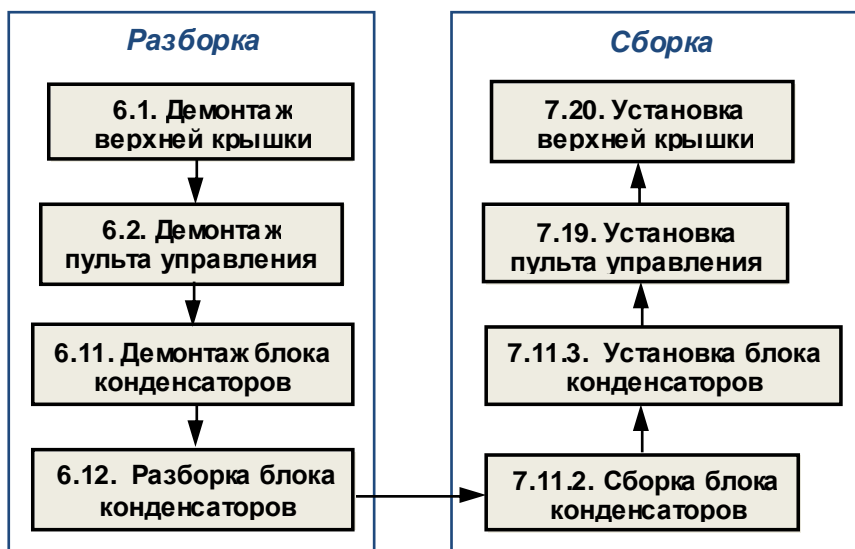 Разборка
6.1. Демонтаж
верхней крышки
6.2. Демонтаж
пульта управления
6.11. Демонтаж блока
конденсаторов
6.12. Разборка блока
конденсаторов
Сборка
7.20. Установка
верхней крышки
7.19. Установка
пульта управления
7.11.3. Установка блока
конденсаторов
7.11.2. Сборка блока
конденсаторов